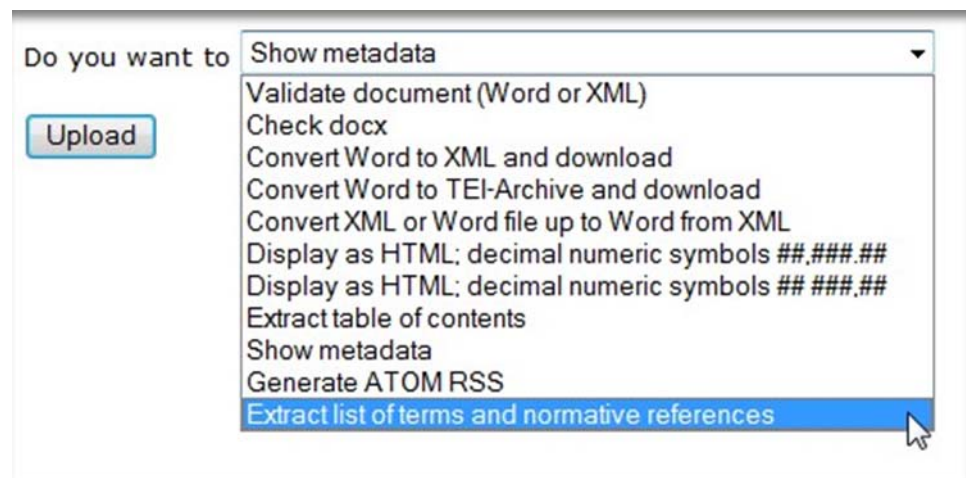 Do you want to Show metadata
Validate document (Word or XML)
Upload Check docx
Convert Word to XML and download
Convert Word to TEI-Archive and download
Convert XML or Word file up to Word from XML
Display as HTML; decimal numeric symbols ##,###.##
Display as HTML; decimal numeric symbols ## ###,##
Extract table of contents
Show metadata
Generate ATOM RSS
Extract list of terms and normative references